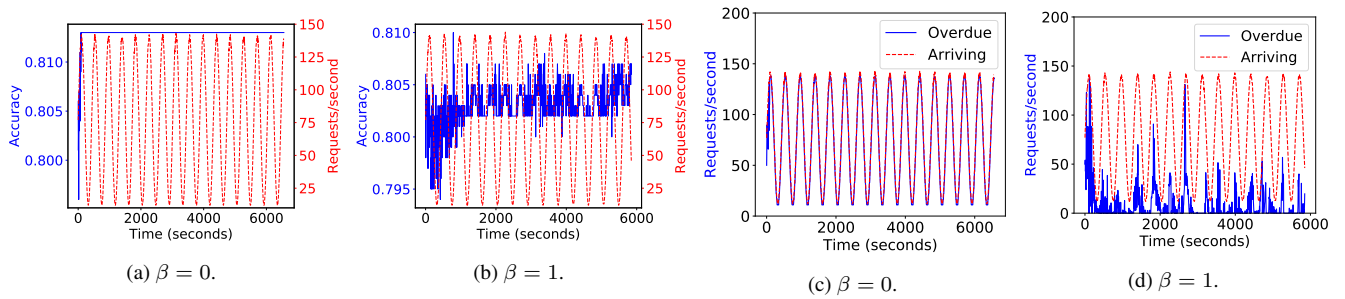 150
125
100
75
50
25
0.810
0.805
0.800
Accuracy
Requests/second
0 2000 4000 6000
Time (seconds)
(a) β = 0.
150
125
100
75
50
25
0.810
0.805
0.800
0.795
Accuracy
Requests/second
0 2000 4000 6000
Time (seconds)
(b) β = 1.
200
150
100
50
0
Requests/second
Overdue
Arriving
0 2000 4000 6000
Time (seconds)
(c) β = 0.
200
150
100
50
0
Requests/second
Overdue
Arriving
0 2000 4000 6000
Time (seconds)
(d) β = 1.